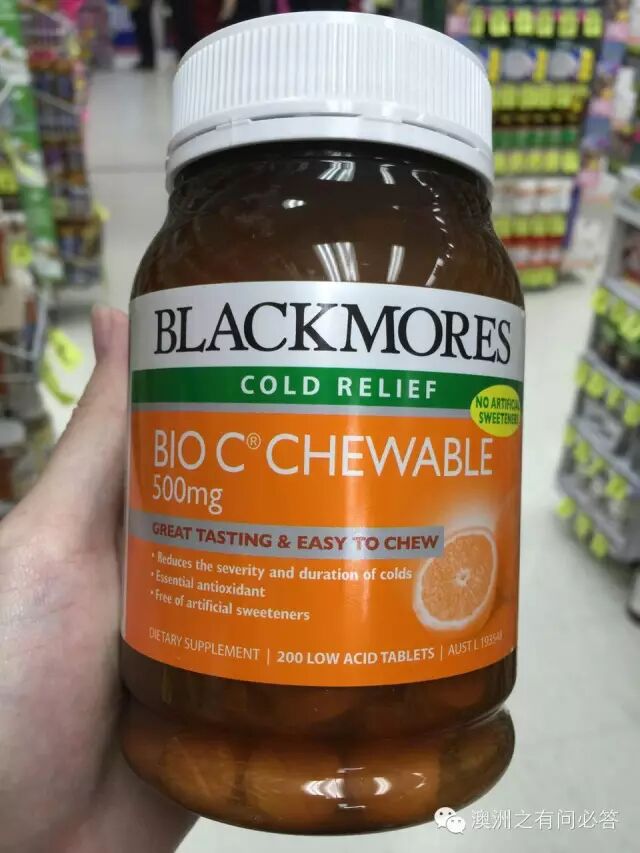 BLACKMORES
COLD RELIEF
NO ARTIFICIAL
SWEETENERS
BIO C® CHEWABLE
500mg
GREAT TASTING & EASY TO CHEW
• Reduces the severity and duration of colds
• Essential antioxidant
• Free of artificial sweeteners
DIETARY SUPPLEMENT | 200 LOW ACID TABLETS | AUST L
澳洲之有问必答